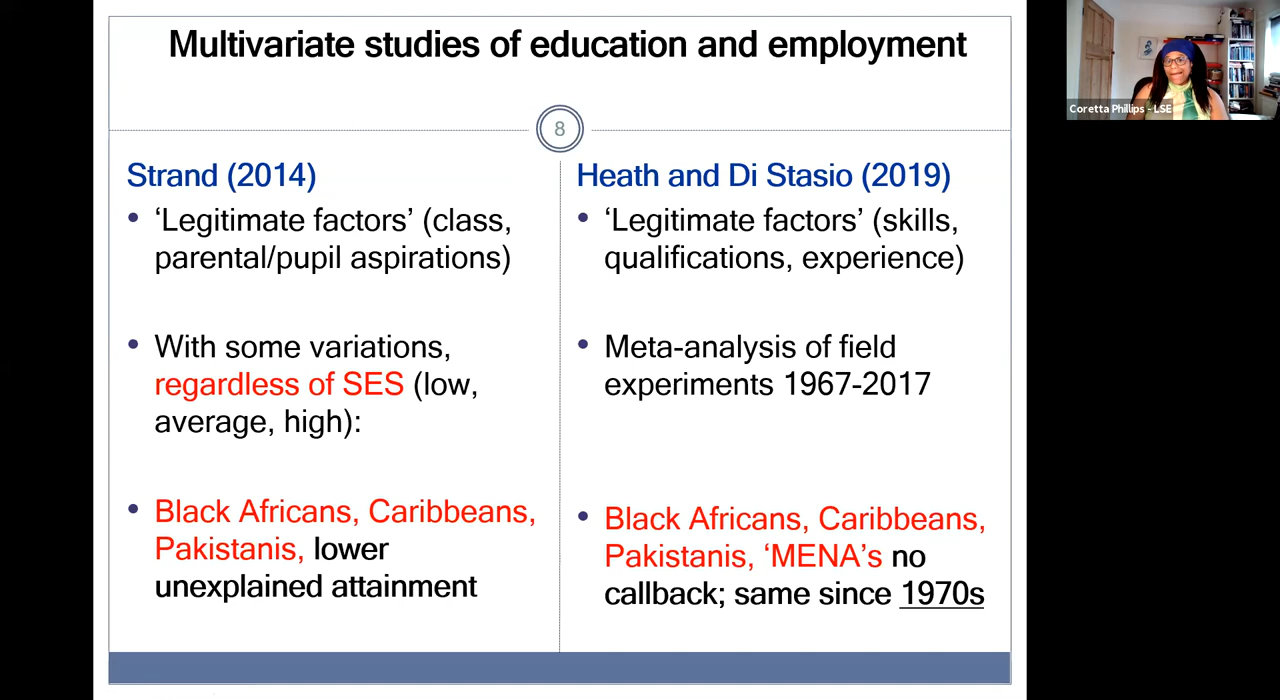 Multivariate studies of education and employment
8
Strand (2014)
• ‘Legitimate factors’ (class,
parental/pupil aspirations)
• With some variations,
regardless of SES (low,
average, high):
• Black Africans, Caribbeans,
Pakistanis, lower
unexplained attainment
Heath and Di Stasio (2019)
• ‘Legitimate factors’ (skills,
qualifications, experience)
• Meta-analysis of field
experiments 1967-2017
• Black Africans, Caribbeans,
Pakistanis, ‘MENA’s no
callback; same since 1970s
Coretta Phillips - LSE